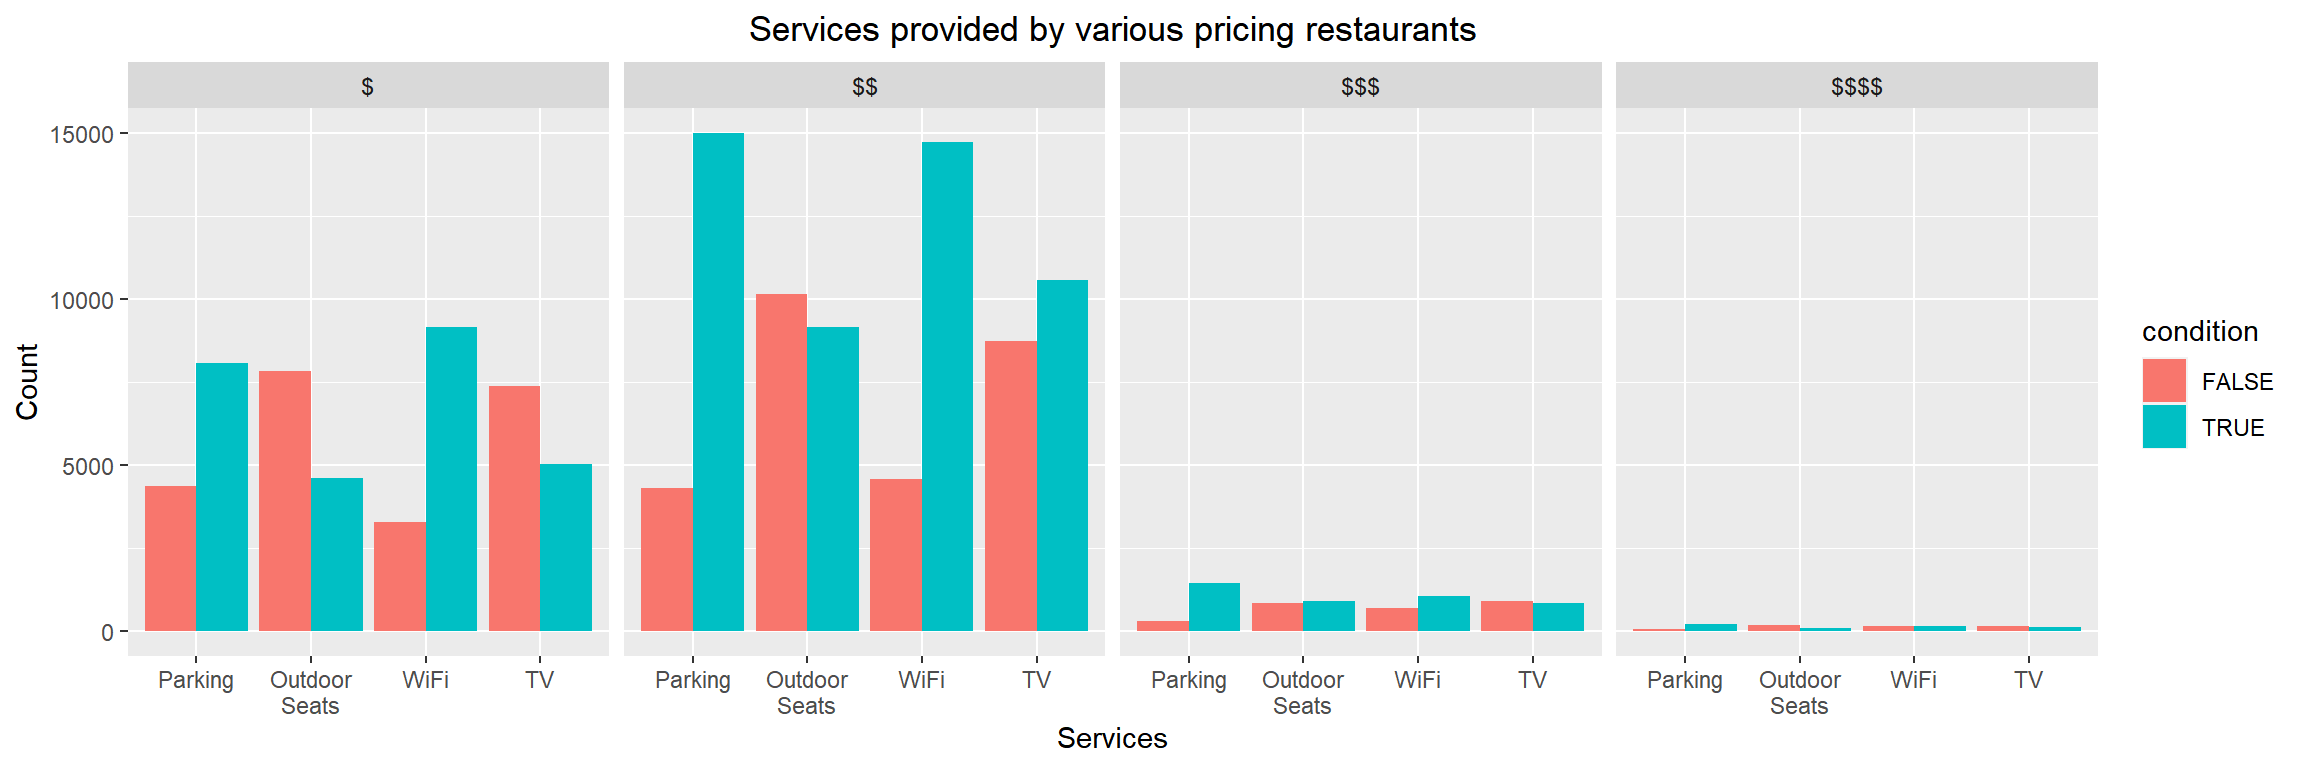 Services provided by various pricing restaurants
$
$$
$$$
$$$$
15000
10000
5000
0
Count
Parking
Outdoor
Seats
WiFi
TV
Parking
Outdoor
Seats
WiFi
TV
Parking
Outdoor
Seats
WiFi
TV
Parking
Outdoor
Seats
WiFi
TV
Services
condition
FALSE
TRUE